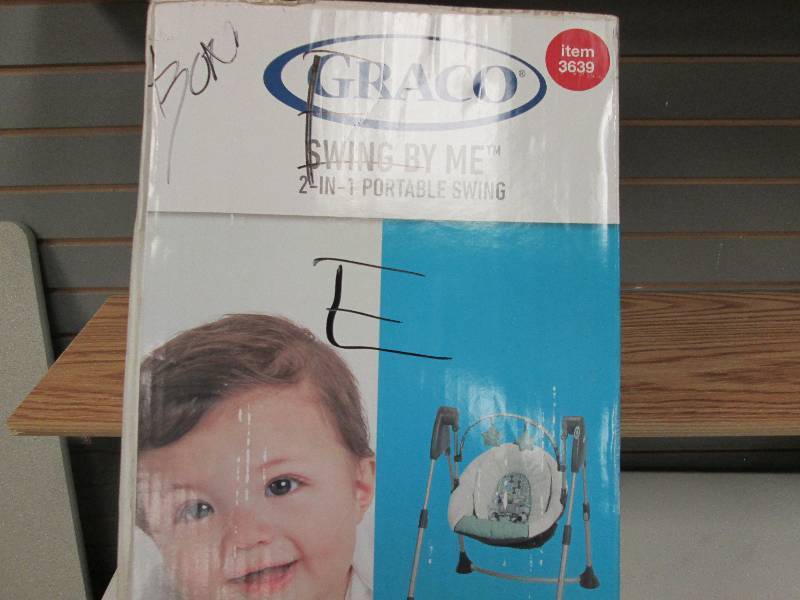 Box
item
3639
GRACO®
E
SWING BY ME™
2-IN-1 PORTABLE SWING
E